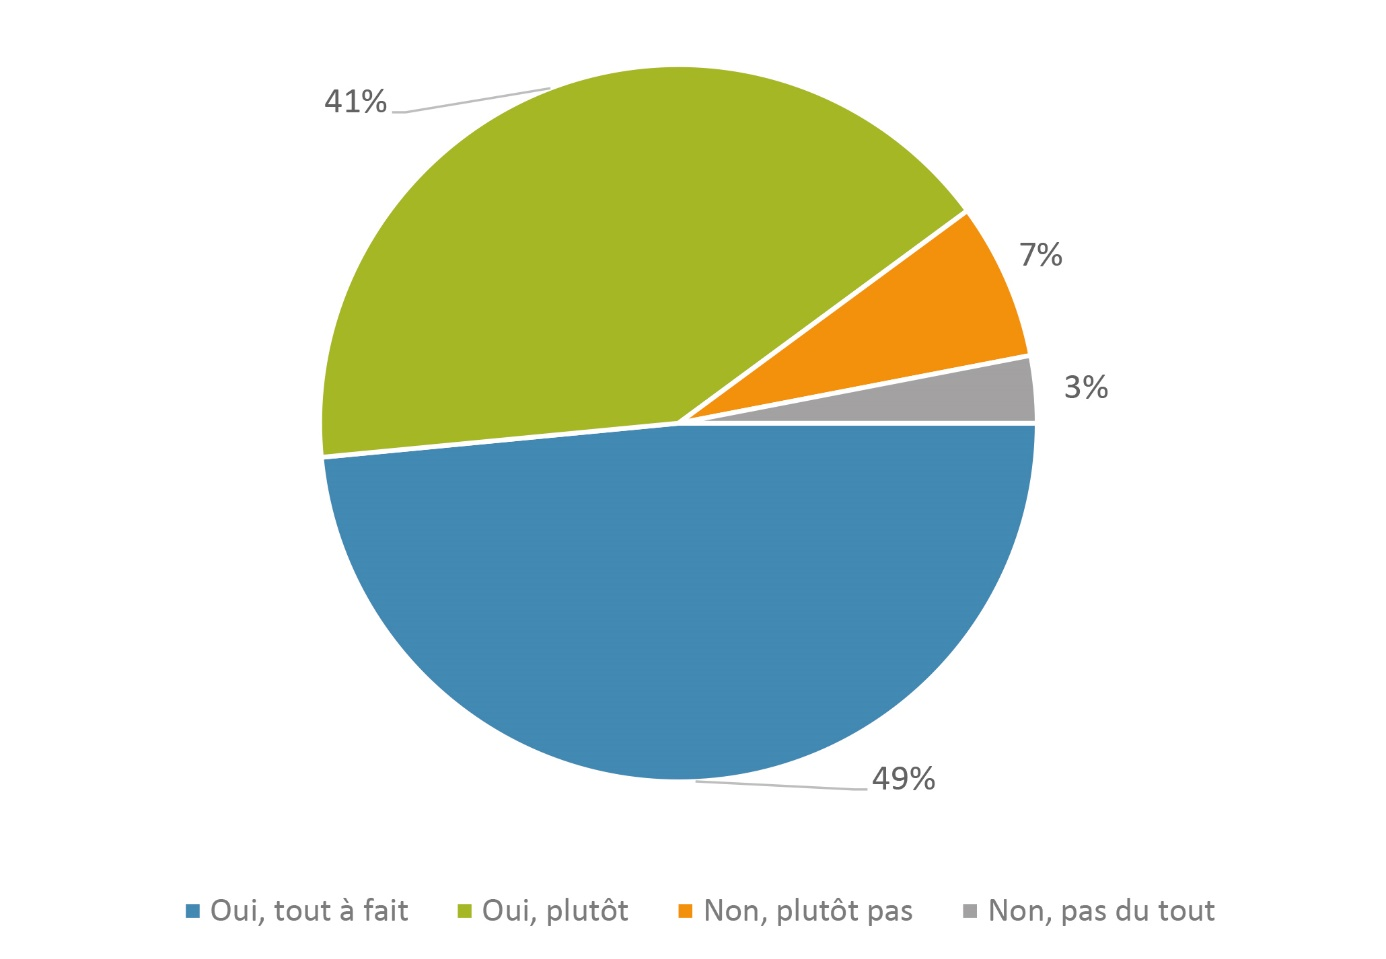 41%
7%
3%
49%
Oui, tout à fait
Oui, plutôt
Non, plutôt pas
Non, pas du tout